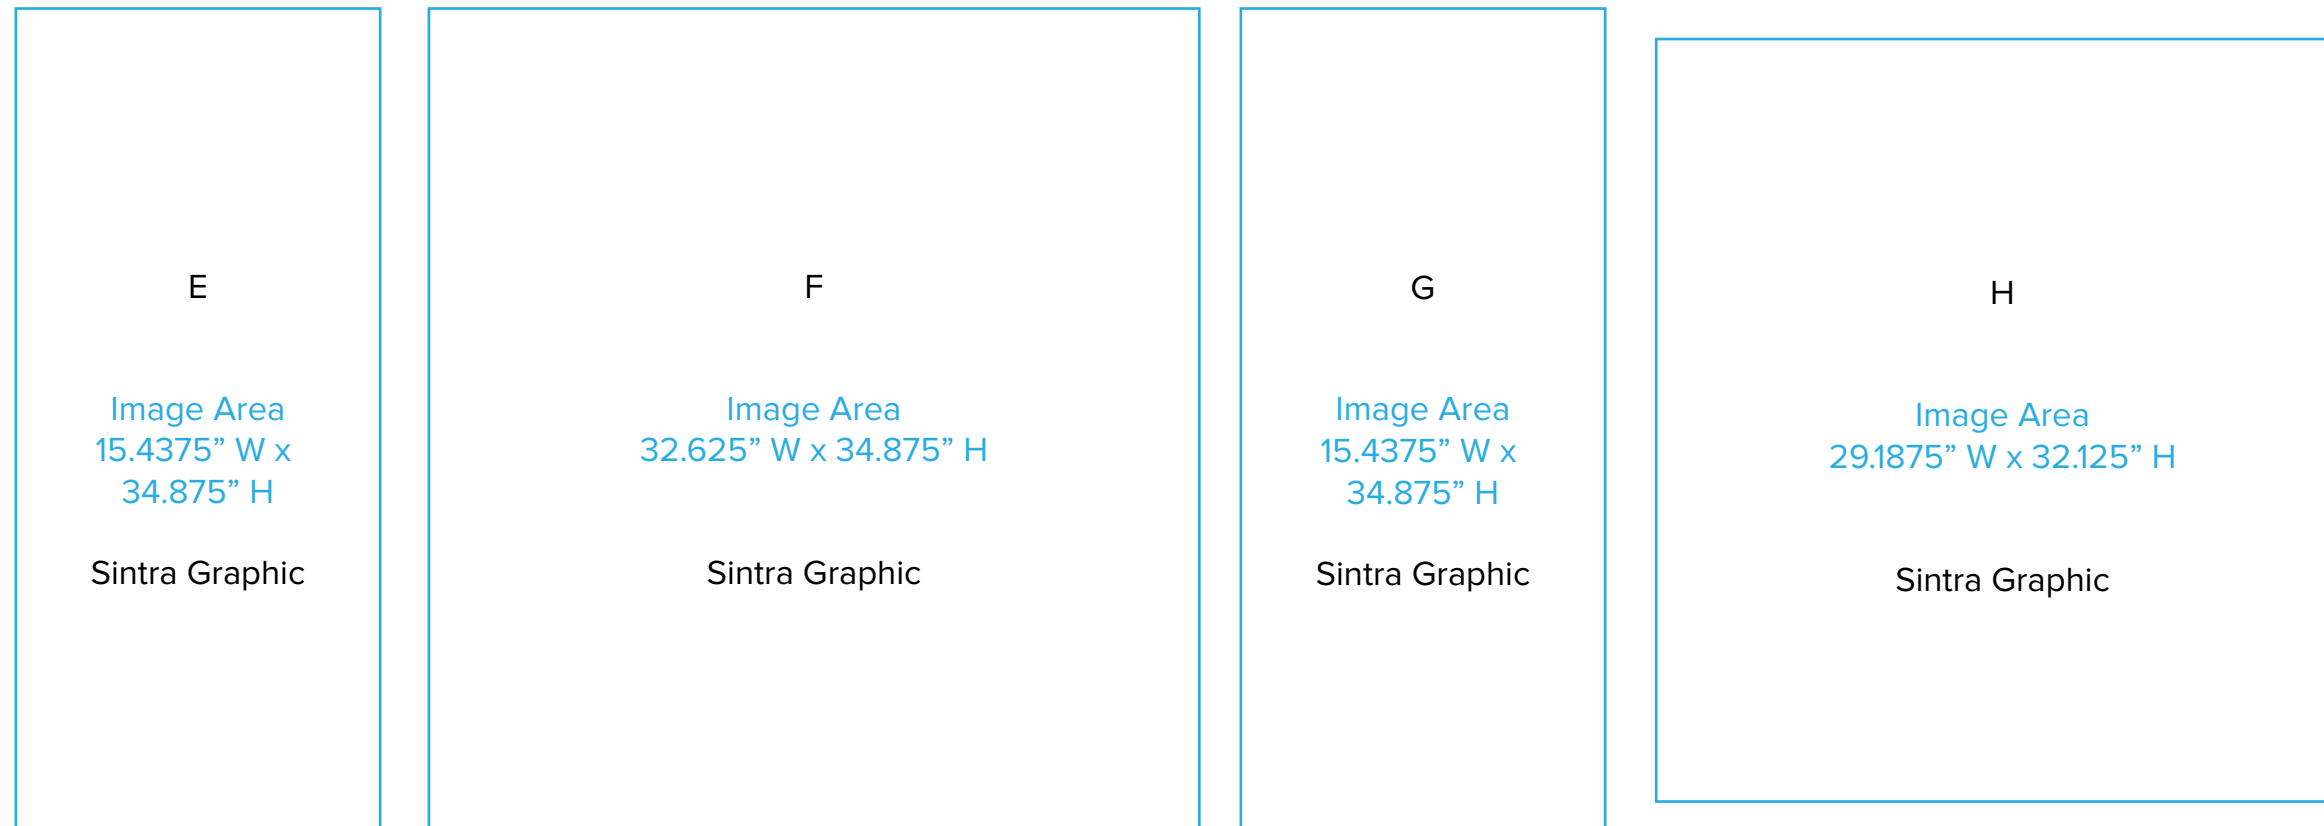 E
Image Area
15.4375” W x
34.875” H
Sintra Graphic
F
Image Area
32.625” W x 34.875” H
Sintra Graphic
G
Image Area
15.4375” W x
34.875” H
Sintra Graphic
H
Image Area
29.1875” W x 32.125” H
Sintra Graphic